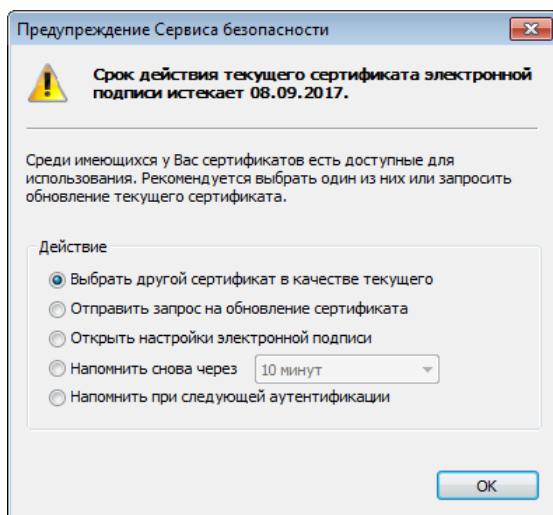 Предупреждение Сервиса безопасности
Срок действия текущего сертификата электронной
подписи истекает 08.09.2017.
Среди имеющихся у Вас сертификатов есть доступные для
использования. Рекомендуется выбрать один из них или запросить
обновление текущего сертификата.
Действие
Выбрать другой сертификат в качестве текущего
Отправить запрос на обновление сертификата
Открыть настройки электронной подписи
Напомнить снова через 10 минут
Напомнить при следующей аутентификации
OK